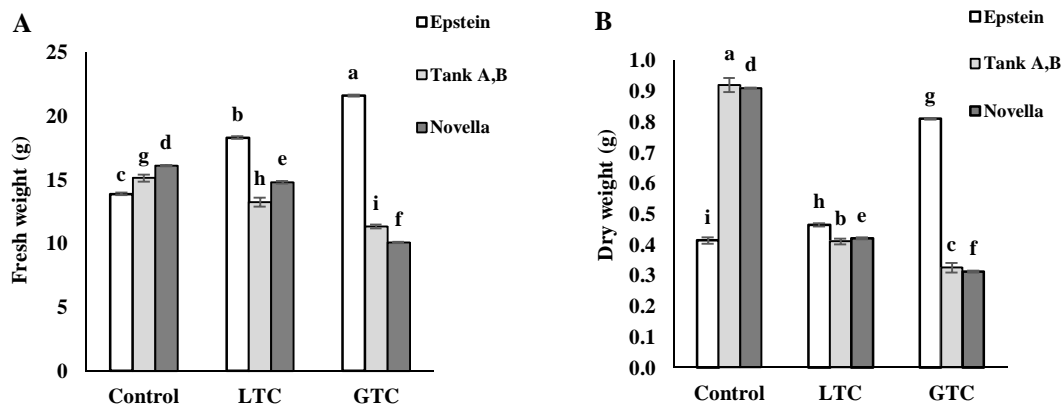 A
Epstein
Tank A,B
Novella
Fresh weight (g)
25
20
15
10
5
0
c
g
d
b
h
e
a
i
f
Control
LTC
GTC
B
Epstein
Tank A,B
Novella
Dry weight (g)
1.0
0.9
0.8
0.7
0.6
0.5
0.4
0.3
0.2
0.1
0.0
i
a
d
h
b
e
g
c
f
Control
LTC
GTC